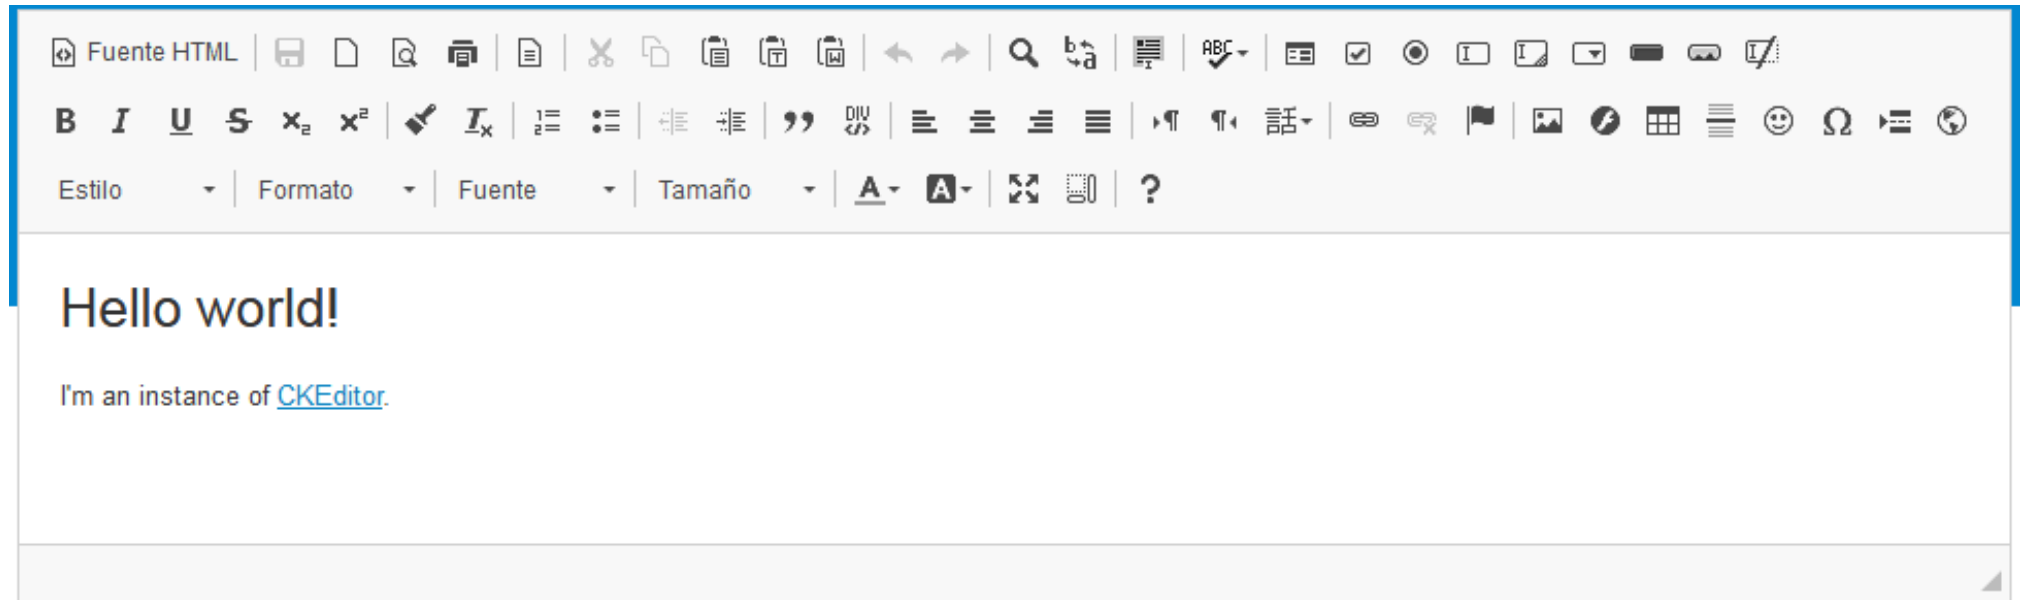 Fuente HTML
Estilo Formato Fuente Tamaño
Hello world!
I'm an instance of CKEditor.